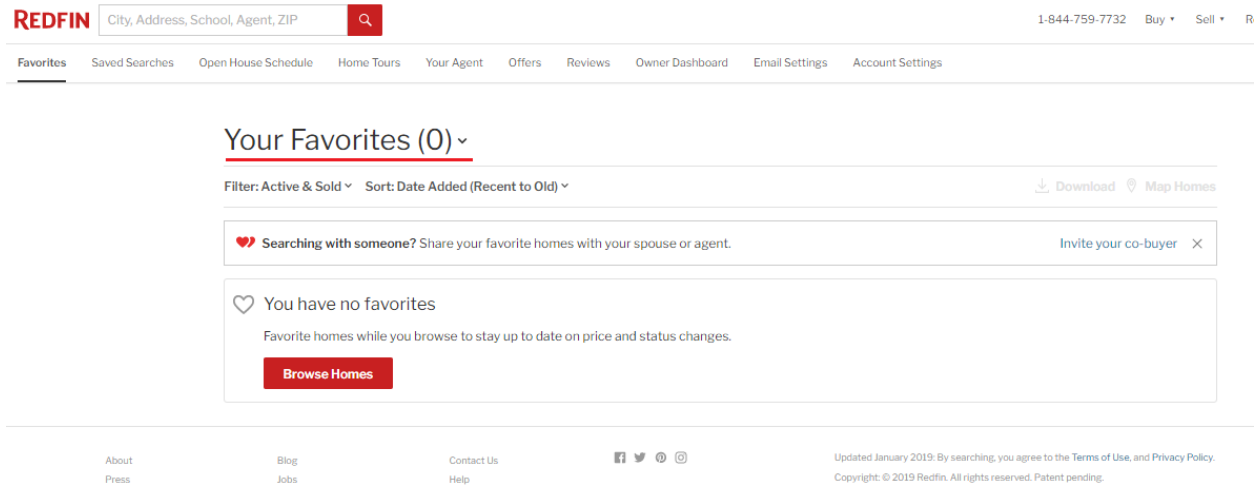 REDFIN City, Address, School, Agent, ZIP 1-844-759-7732 Buy Sell
Favorites Saved Searches Open House Schedule Home Tours Your Agent Offers Reviews Owner Dashboard Email Settings Account Settings
Your Favorites (0)
Filter: Active & Sold Sort: Date Added (Recent to Old) Download Map Homes
Searching with someone? Share your favorite homes with your spouse or agent. Invite your co-buyer
You have no favorites
Favorite homes while you browse to stay up to date on price and status changes.
Browse Homes
About Blog Contact Us Updated January 2019: By searching, you agree to the Terms of Use, and Privacy Policy.
Press Jobs Help Copyright: © 2019 Redfin. All rights reserved. Patent pending.